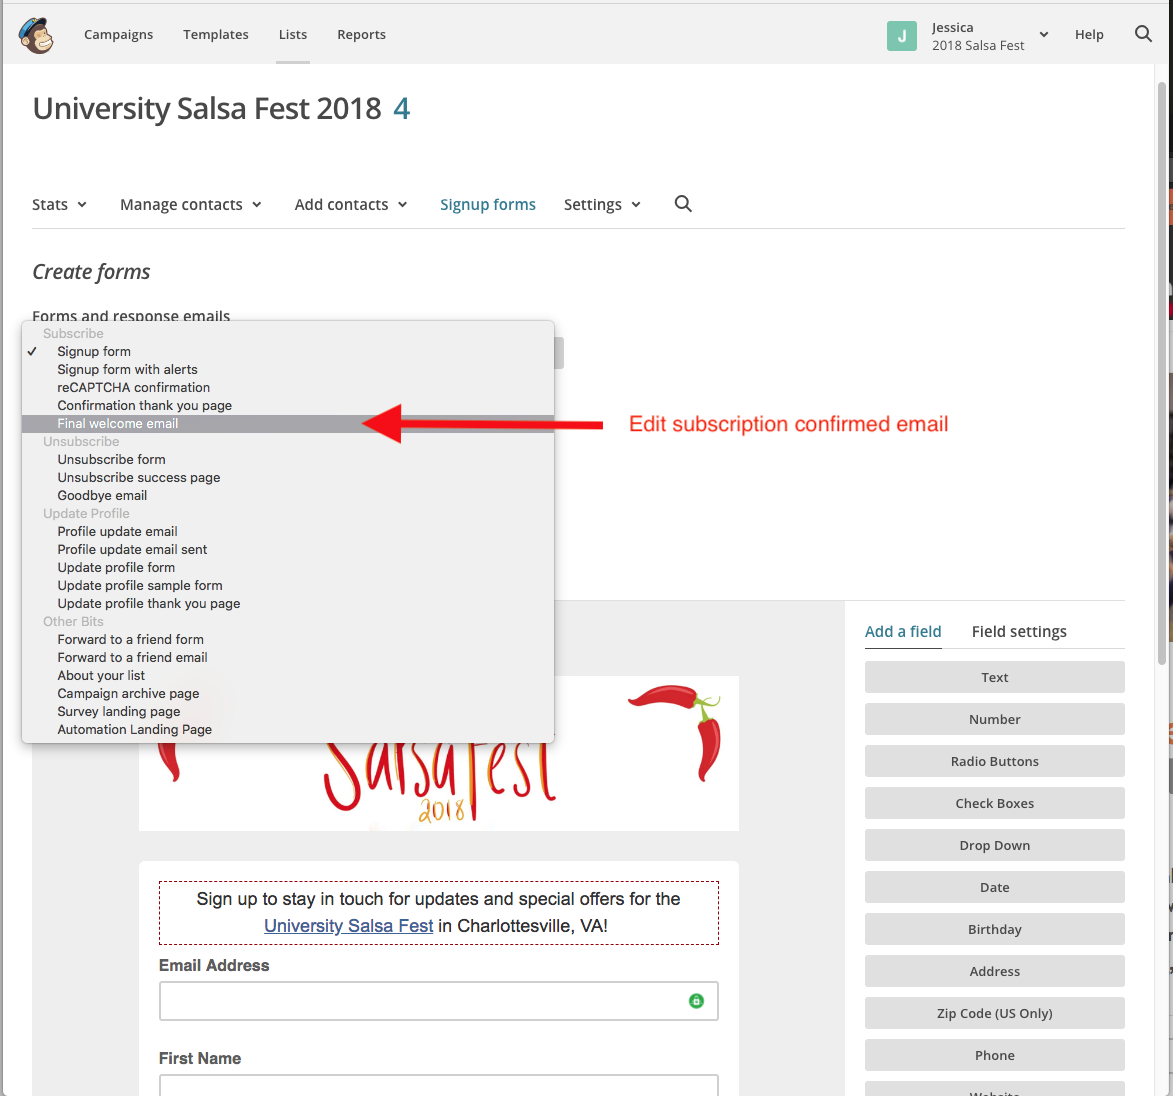 Campaigns Templates Lists Reports
J Jessica
2018 Salsa Fest
Help
University Salsa Fest 2018 4
Stats Manage contacts Add contacts Signup forms Settings
Create forms
Forms and response emails
Subscribe
✓ Signup form
Signup form with alerts
reCAPTCHA confirmation
Confirmation thank you page
Final welcome email
Edit subscription confirmed email
Unsubscribe
Unsubscribe form
Unsubscribe success page
Goodbye email
Update Profile
Profile update email
Profile update email sent
Update profile form
Update profile sample form
Update profile thank you page
Other Bits
Forward to a friend form
Forward to a friend email
About your list
Campaign archive page
Survey landing page
Automation Landing Page
SalsaFest
2018
Sign up to stay in touch for updates and special offers for the
University Salsa Fest in Charlottesville, VA!
Email Address
First Name
Add a field Field settings
Text
Number
Radio Buttons
Check Boxes
Drop Down
Date
Birthday
Address
Zip Code (US Only)
Phone
Website